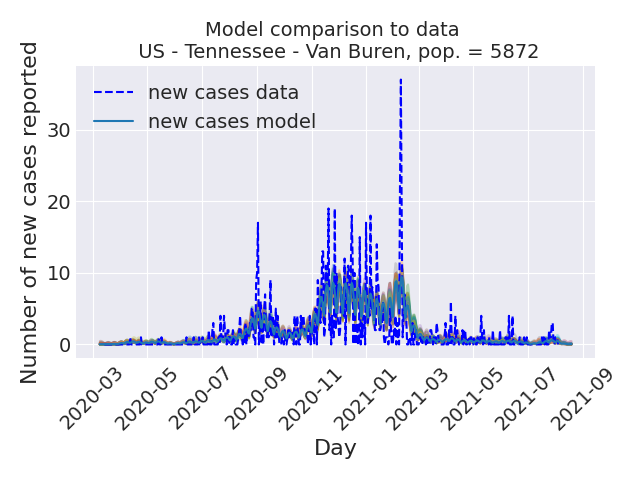 Model comparison to data
US - Tennessee - Van Buren, pop. = 5872
Number of new cases reported
new cases data
new cases model
30
20
10
0
2020-03
2020-05
2020-07
2020-09
2020-11
2021-01
2021-03
2021-05
2021-07
2021-09
Day